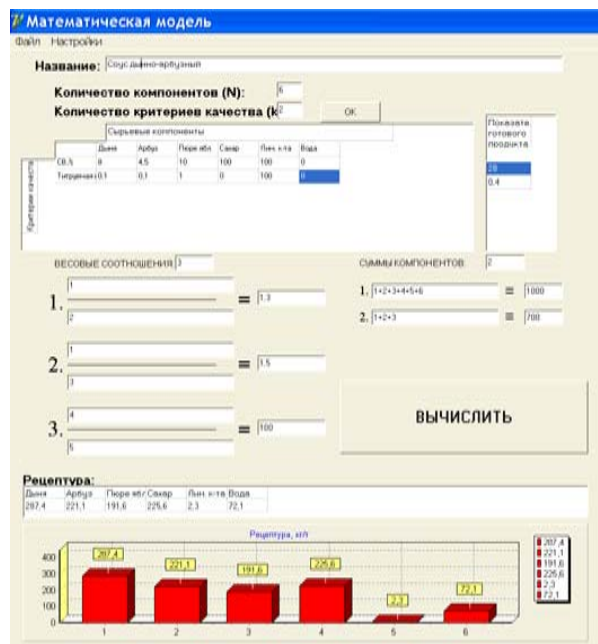 Математическая модель
Файл Настройки
Название: Соус дынно-арбузный
Количество компонентов (N): 6
Количество критериев качества (k 2 OK
Сырьевые компоненты
Дыня Арбуз Пюре ябл Сахар Лим. к-та Вода
СВ,% 8 4,5 10 100 100 0
Титруемая к 0,1 0,1 1 0 100 0
Критерии качества
Показате
готового
продукта
28
0,4
ВЕСОВЫЕ СООТНОШЕНИЯ 3
СУММЫ КОМПОНЕНТОВ 2
1. 1 2 = 1.3
1. 1+2+3+4+5+6 = 1000
2. 1+2+3 = 700
2. 1 3 = 1.5
3. 4 5 = 100
ВЫЧИСЛИТЬ
Рецептура:
Дыня Арбуз Пюре ябл Сахар Лим. к-та Вода
287,4 221,1 191,6 225,6 2,3 72,1
Рецептура, кг/т
400
300
200
100
0
287,4 221,1 191,6 225,6 2,3 72,1
1 2 3 4 5 6
287,4
221,1
191,6
225,6
2,3
72,1